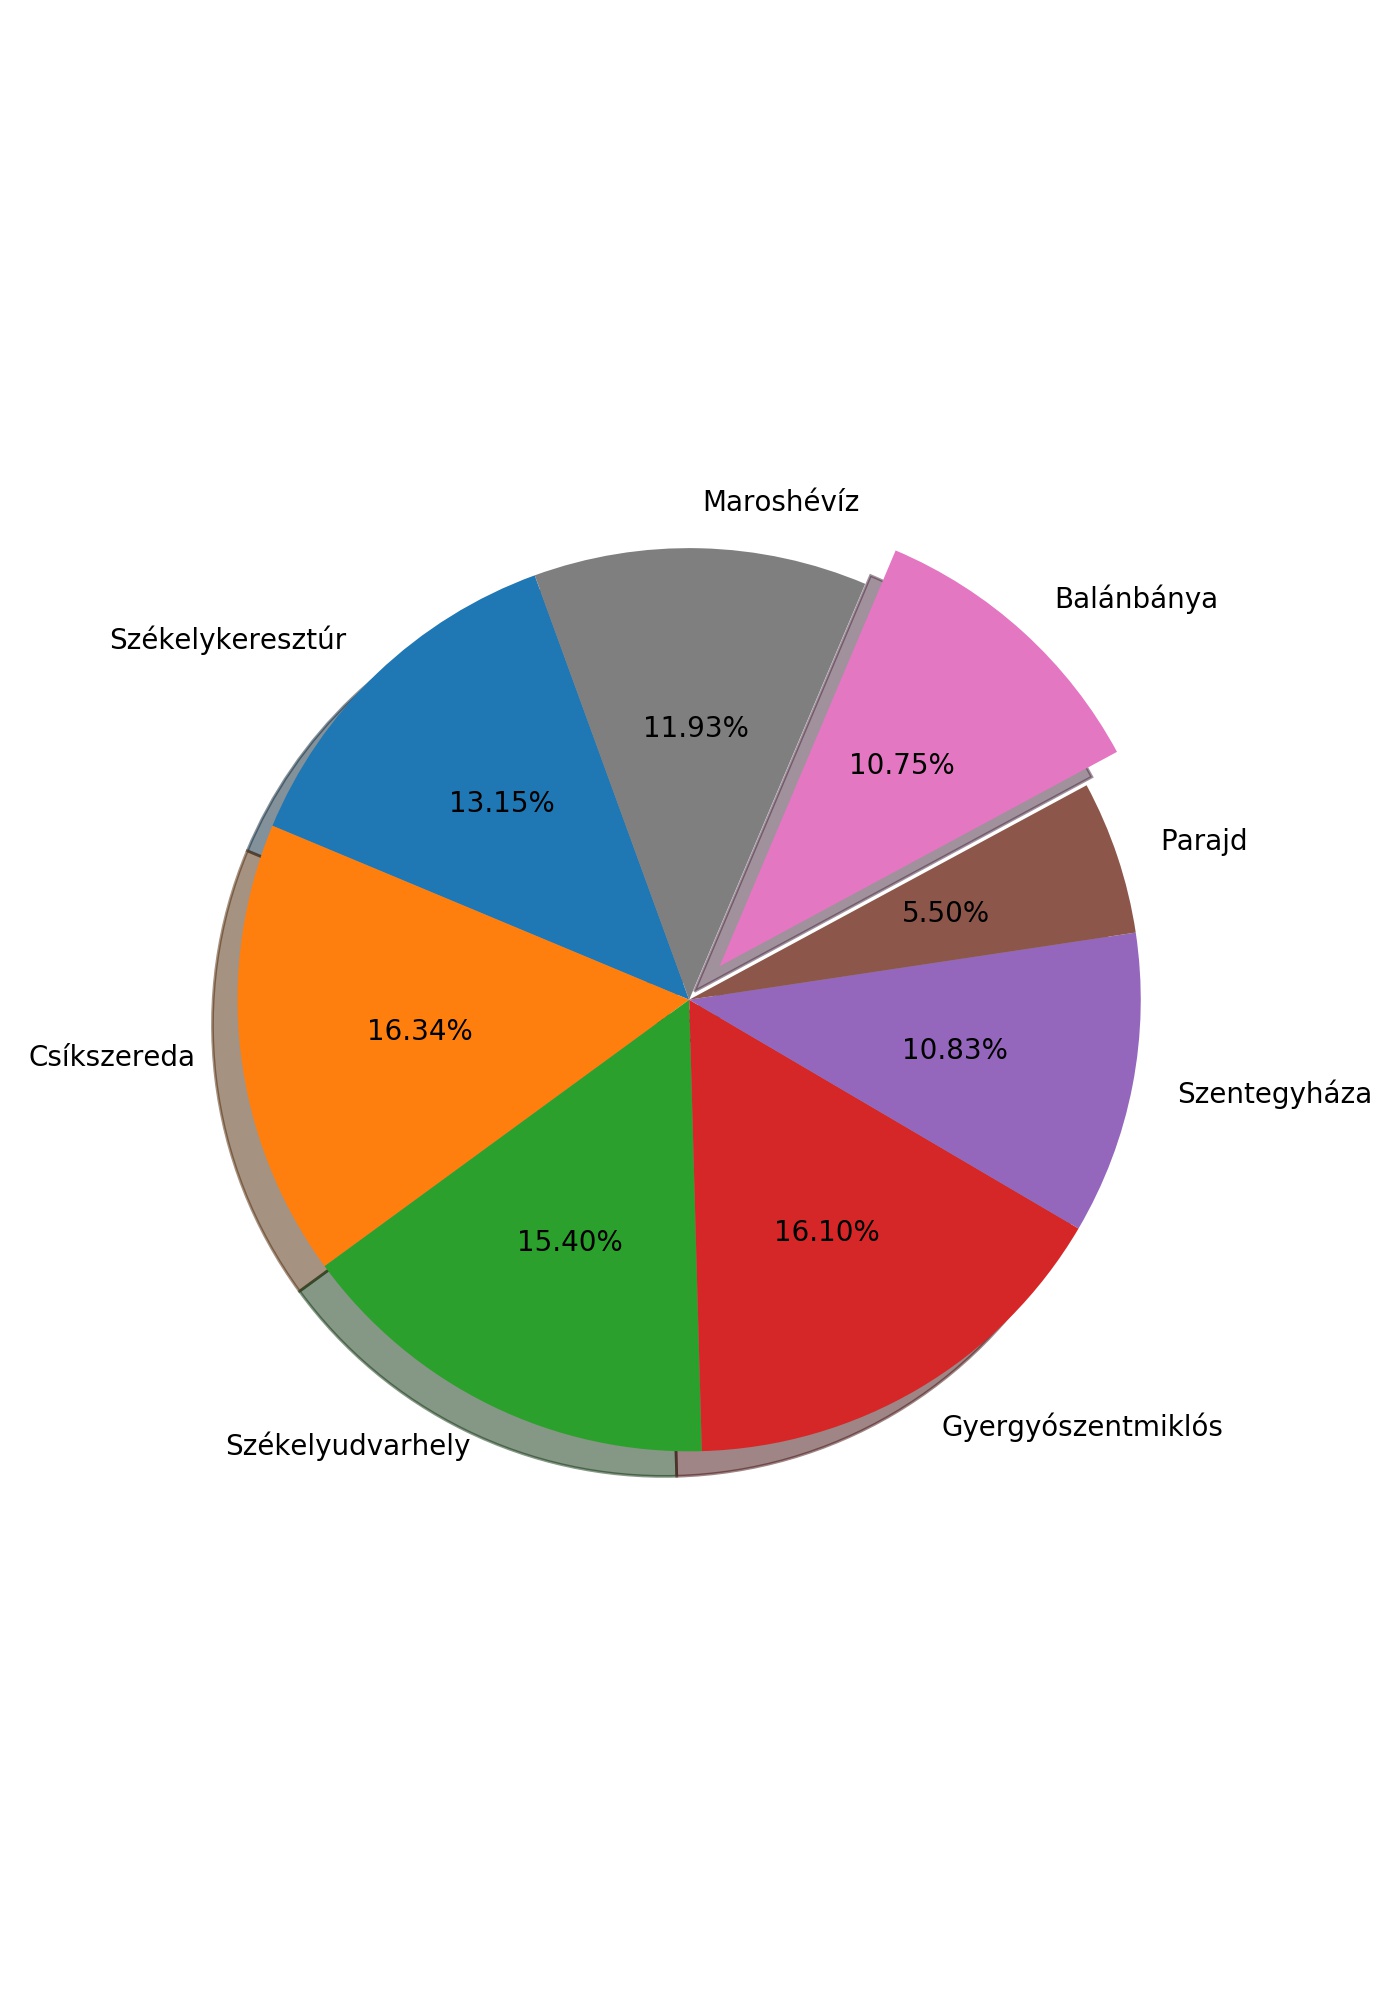 Maroshévíz
Balánbánya
Székelykeresztúr
11.93%
10.75%
13.15%
Parajd
5.50%
16.34%
10.83%
Csíkszereda
Szentegyháza
16.10%
15.40%
Gyergyószentmiklós
Székelyudvarhely